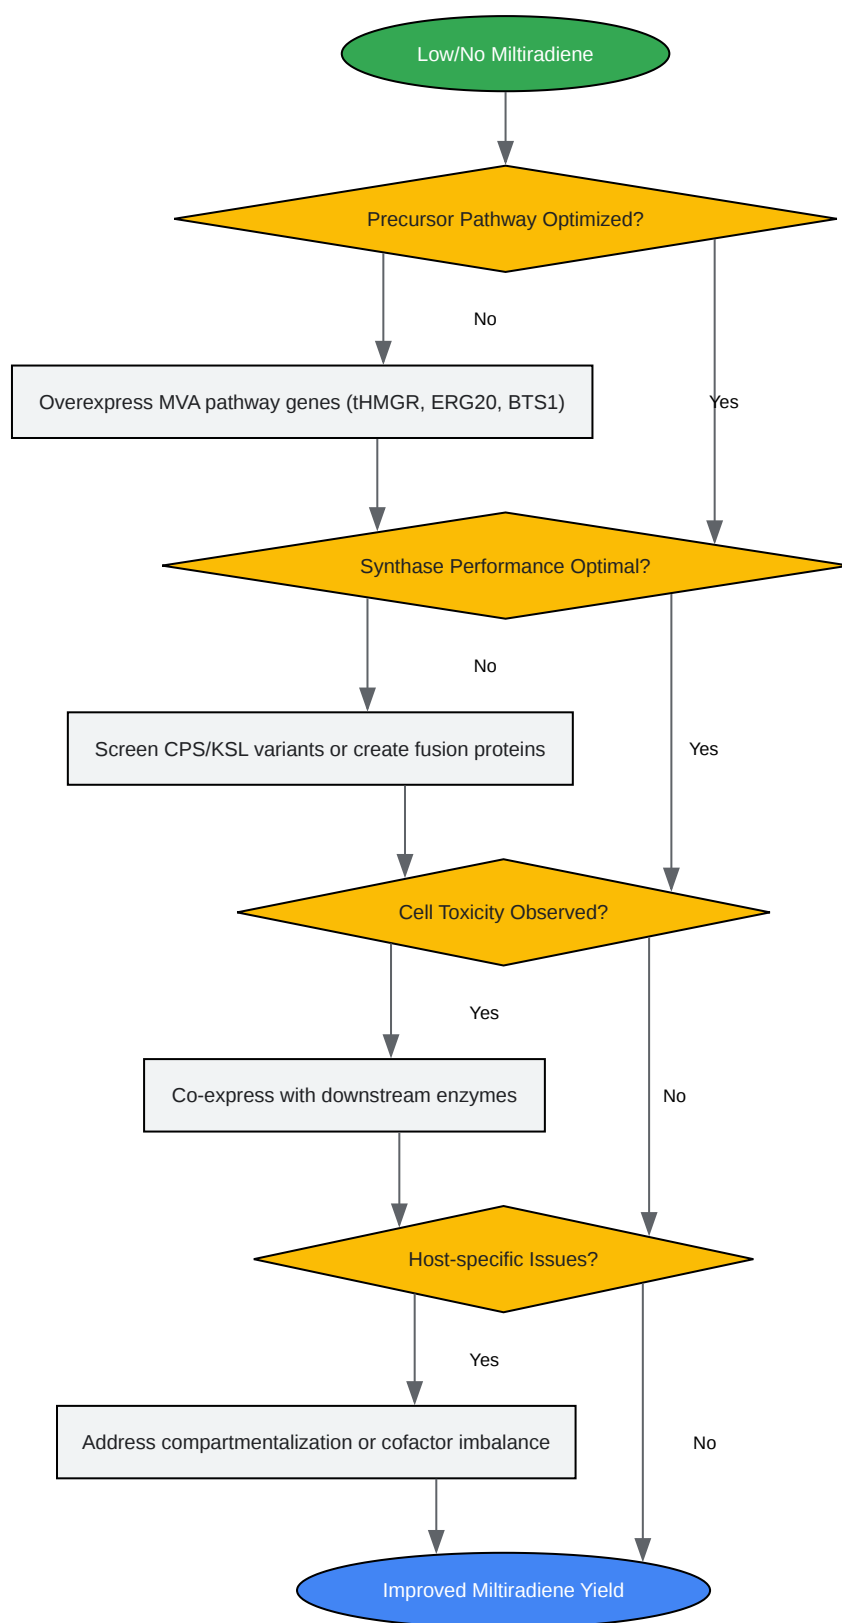 Low/No Miltiradiene
Precursor Pathway Optimized?
No
Overexpress MVA pathway genes (tHMGR, ERG20, BTS1)
Yes
Synthase Performance Optimal?
No
Screen CPS/KSL variants or create fusion proteins
Yes
Cell Toxicity Observed?
Yes
Co-express with downstream enzymes
No
Host-specific Issues?
Yes
Address compartmentalization or cofactor imbalance
No
Improved Miltiradiene Yield